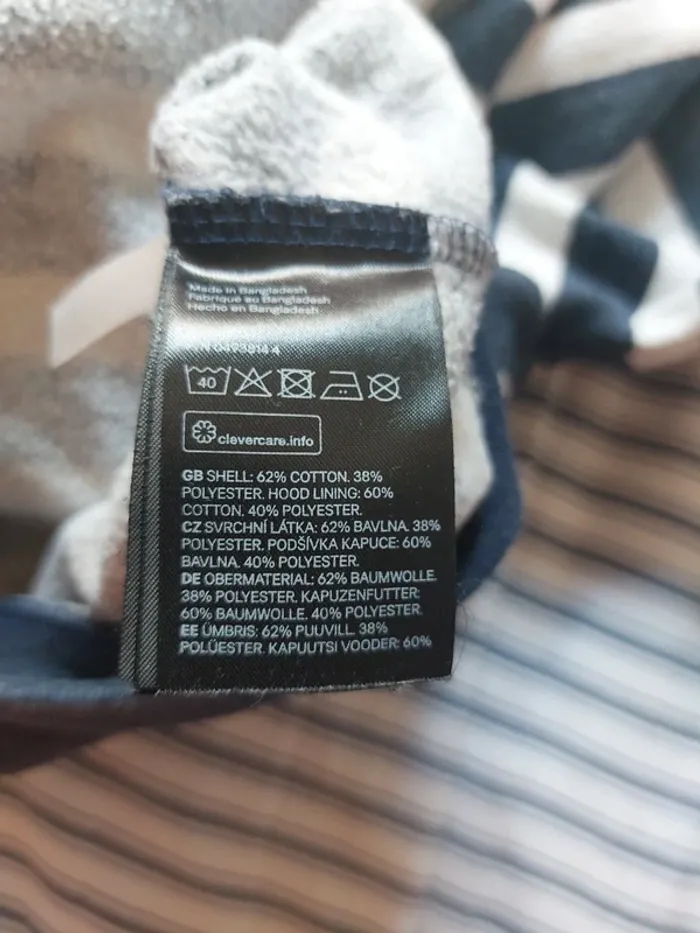 Made in Bangladesh
Fabriqué au Bangladesh
Hecho en Bangladesh
40
clevercare.info
GB SHELL: 62% COTTON. 38%
POLYESTER. HOOD LINING: 60%
COTTON. 40% POLYESTER.
CZ SVRCHNÍ LÁTKA: 62% BAVLNA. 38%
POLYESTER. PODŠÍVKA KAPUCE: 60%
BAVLNA. 40% POLYESTER.
DE OBERMATERIAL: 62% BAUMWOLLE.
38% POLYESTER. KAPUZENFUTTER:
60% BAUMWOLLE. 40% POLYESTER.
EE ÜMBRIS: 62% PUUVILL. 38%
POLÜESTER. KAPUUTSI VOODER: 60%